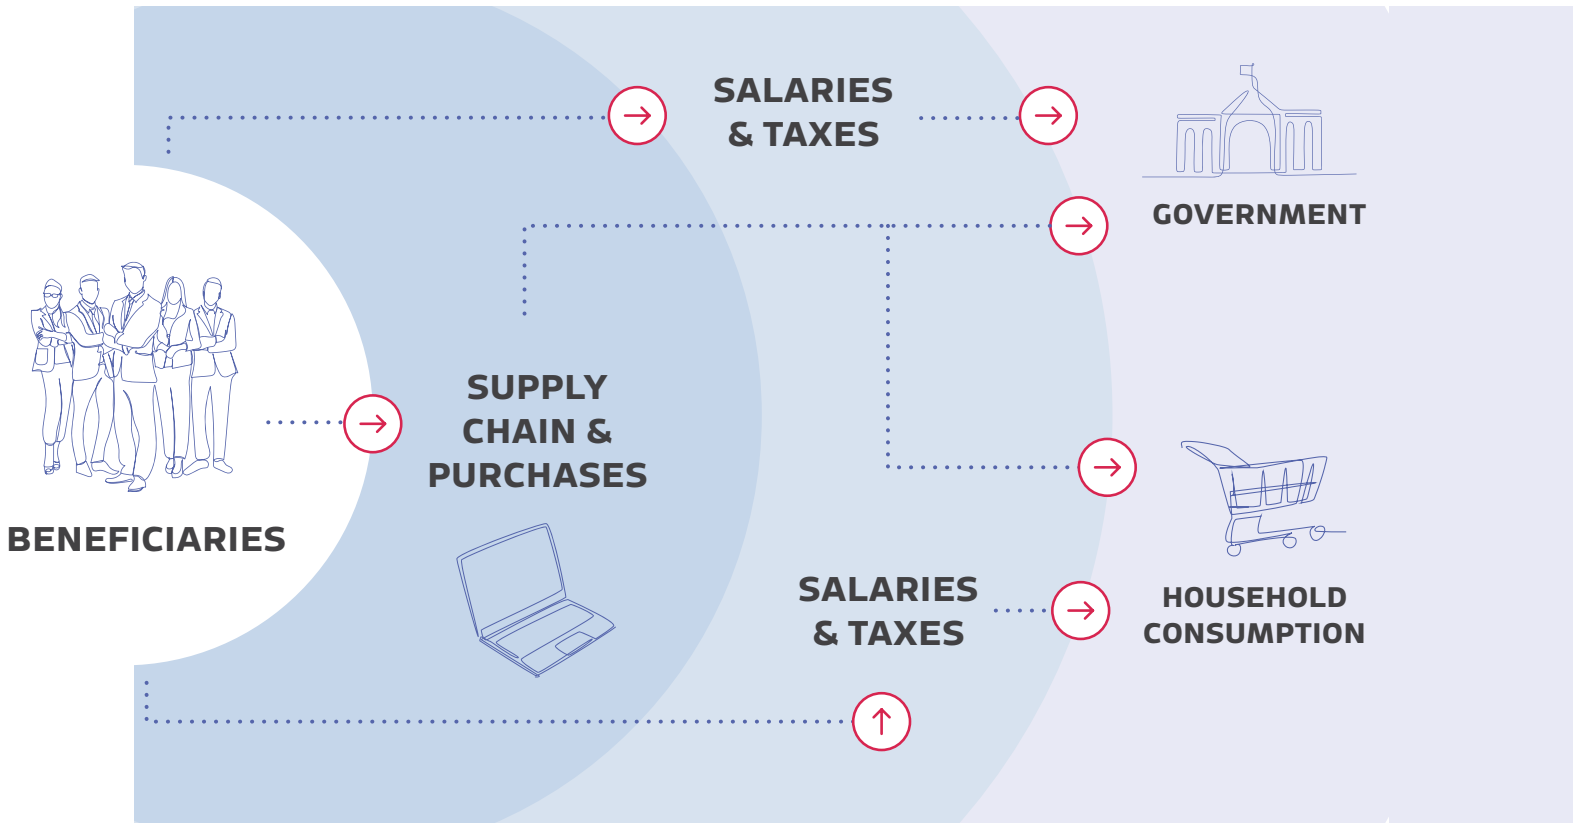 SALARIES
& TAXES
GOVERNMENT
BENEFICIARIES
SUPPLY
CHAIN &
PURCHASES
SALARIES
& TAXES
HOUSEHOLD
CONSUMPTION